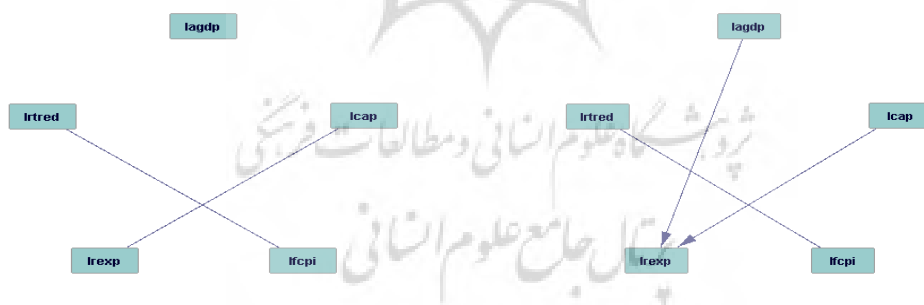 lagdp lagdp
lrtred lcap lrtred lcap
پژوهشگاه علوم انسانی و مطالعات فرهنگی
lrexp lfcpi lrexp lfcpi
پرتال جامع علوم انسانی